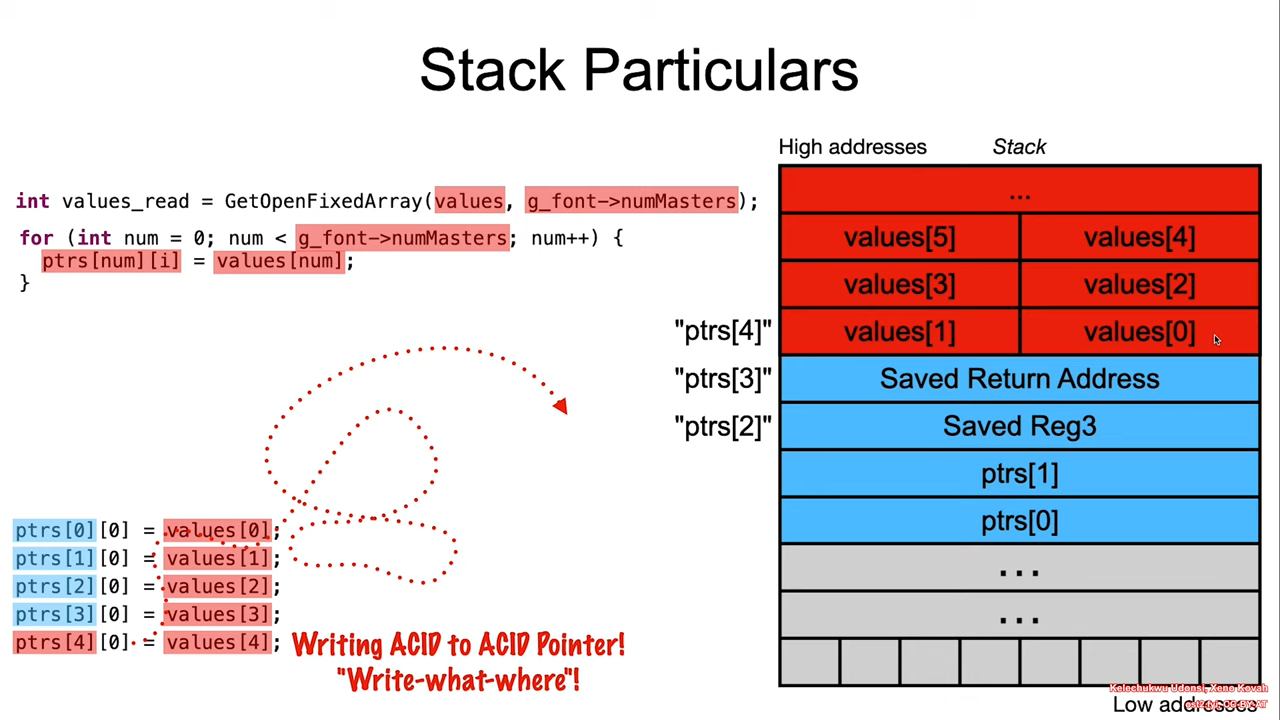 Stack Particulars
High addresses
Stack
int values_read = GetOpenFixedArray(values, g_font->numMasters);
for (int num = 0; num < g_font->numMasters; num++) {
ptrs[num][i] = values[num];
}
...
values[5]
values[4]
values[3]
values[2]
"ptrs[4]"
values[1]
values[0]
"ptrs[3]"
Saved Return Address
"ptrs[2]"
Saved Reg3
ptrs[1]
ptrs[0]
...
...
ptrs[0][0] = values[0];
ptrs[1][0] = values[1];
ptrs[2][0] = values[2];
ptrs[3][0] = values[3];
ptrs[4][0] = values[4];
Writing ACID to ACID Pointer!
"Write-what-where"!
Kelechukwu Udonsi, Xeno Kovah
Low addresses